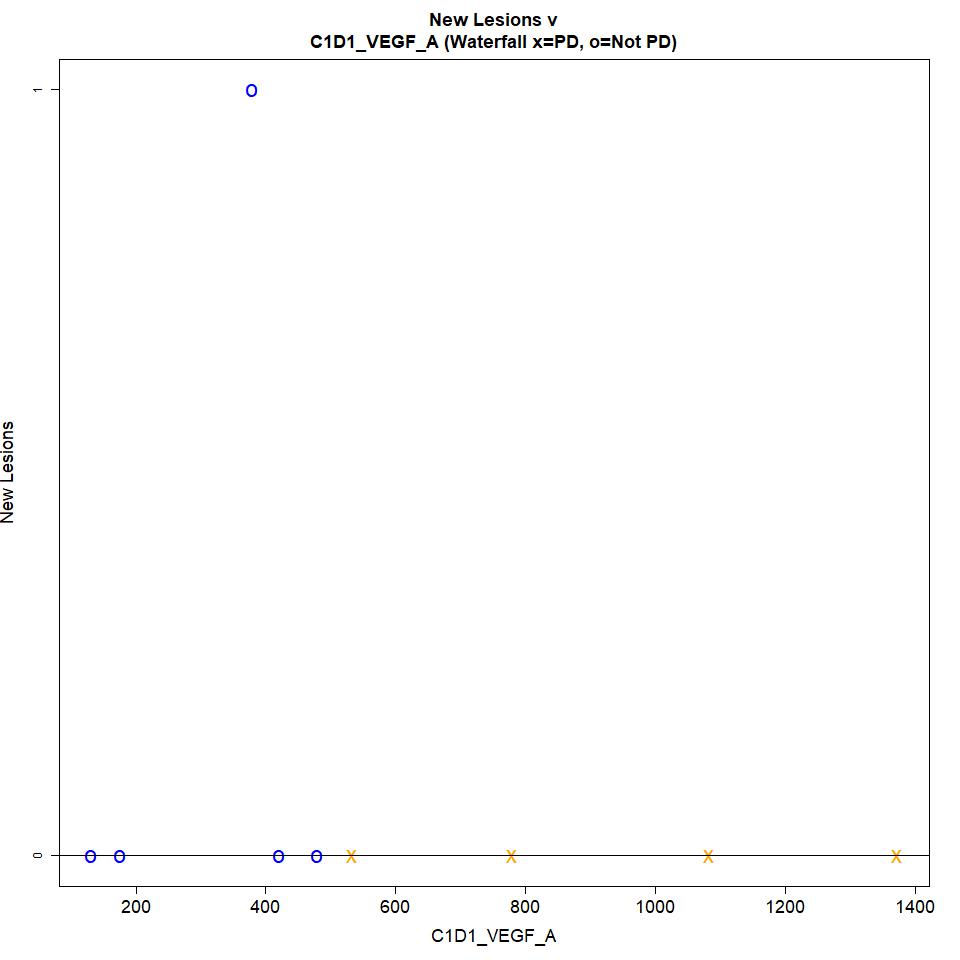 New Lesions v
C1D1_VEGF_A (Waterfall x=PD, o=Not PD)
1
0
New Lesions
o
o o o o x x x x
200 400 600 800 1000 1200 1400
C1D1_VEGF_A